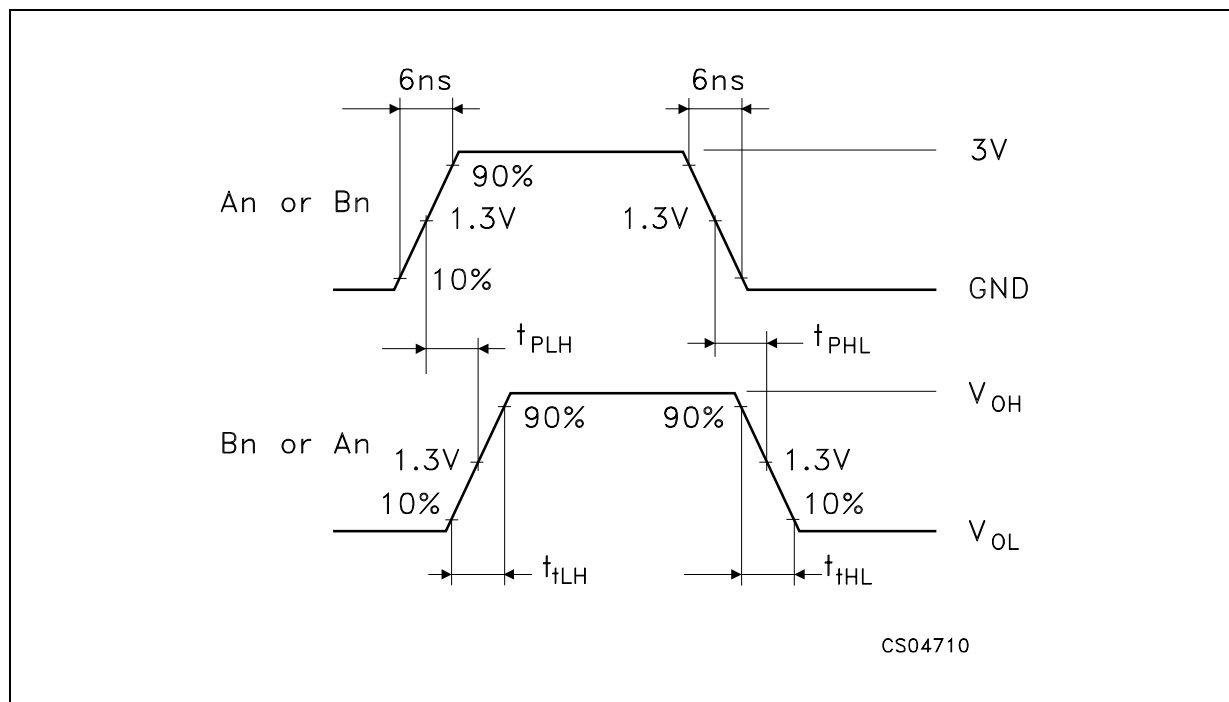 6ns 6ns
3V
90%
An or Bn
1.3V 1.3V
10%
GND
tPLH tPHL
VOH
90% 90%
Bn or An
1.3V 1.3V
10% 10%
VOL
ttLH ttHL
CS04710